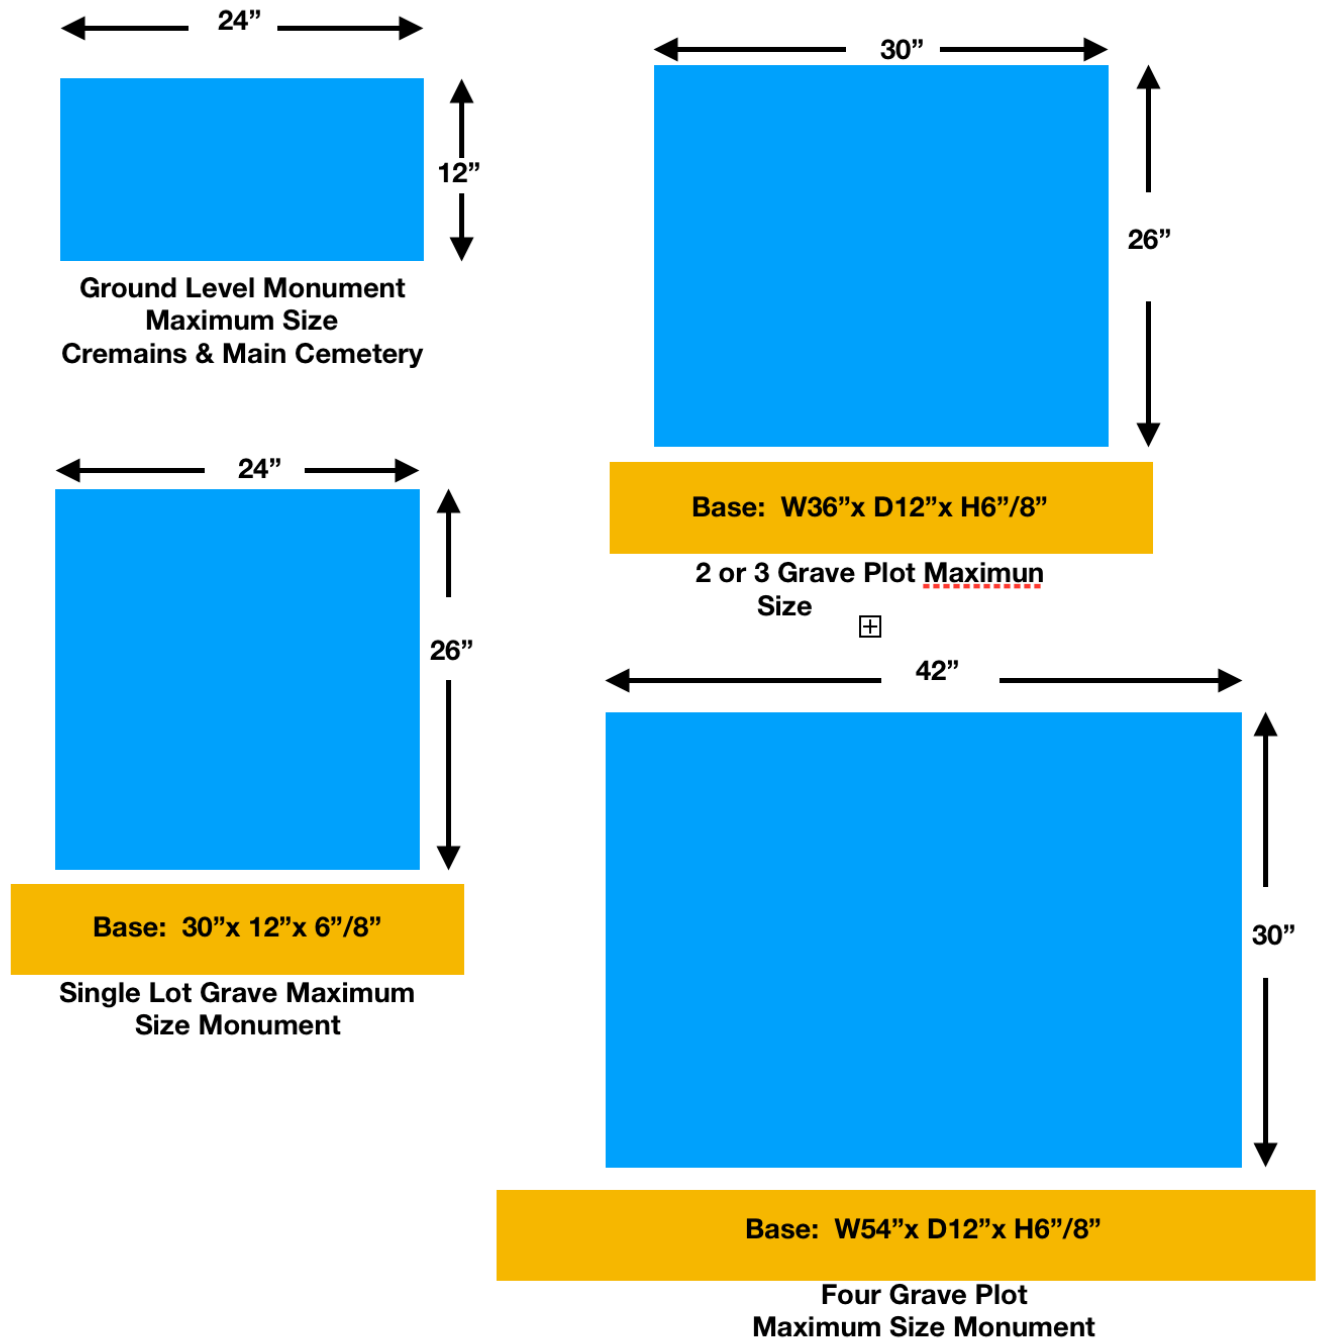 24”
12”
Ground Level Monument
Maximum Size
Cremains & Main Cemetery
30”
26”
Base:  W36”x D12”x H6”/8”
2 or 3 Grave Plot Maximun
Size
24”
26”
Base:  30”x 12”x 6”/8”
Single Lot Grave Maximum
Size Monument
42”
30”
Base:  W54”x D12”x H6”/8”
Four Grave Plot
Maximum Size Monument